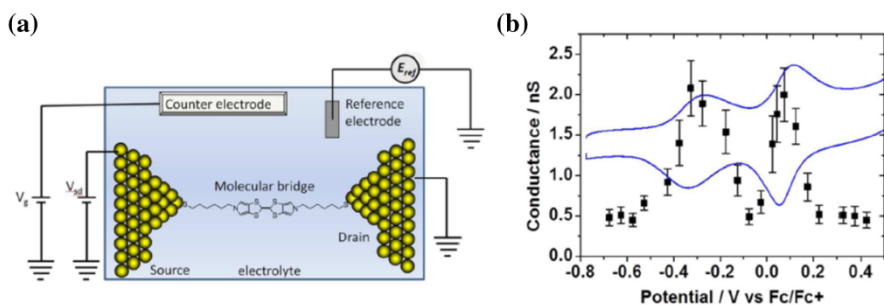 (a)
Counter electrode
Reference
electrode
E_ref
V_g
V_sd
Molecular bridge
S
N
S
S
S
S
N
S
Source
electrolyte
Drain
(b)
Conductance / nS
2.5
2.0
1.5
1.0
0.5
0.0
-0.8 -0.6 -0.4 -0.2 0.0 0.2 0.4
Potential / V vs Fc/Fc+